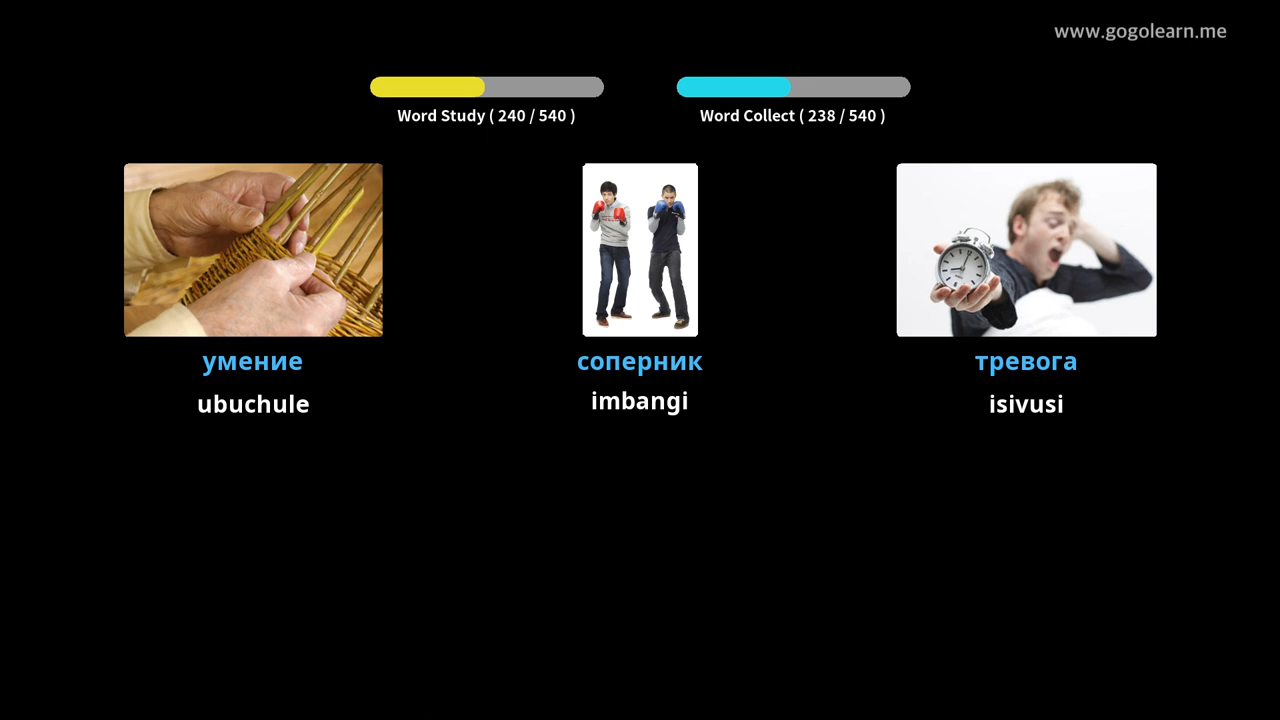 www.gogolearn.me
Word Study ( 240 / 540 )
Word Collect ( 238 / 540 )
умение
соперник
тревога
ubuchule
imbangi
isivusi